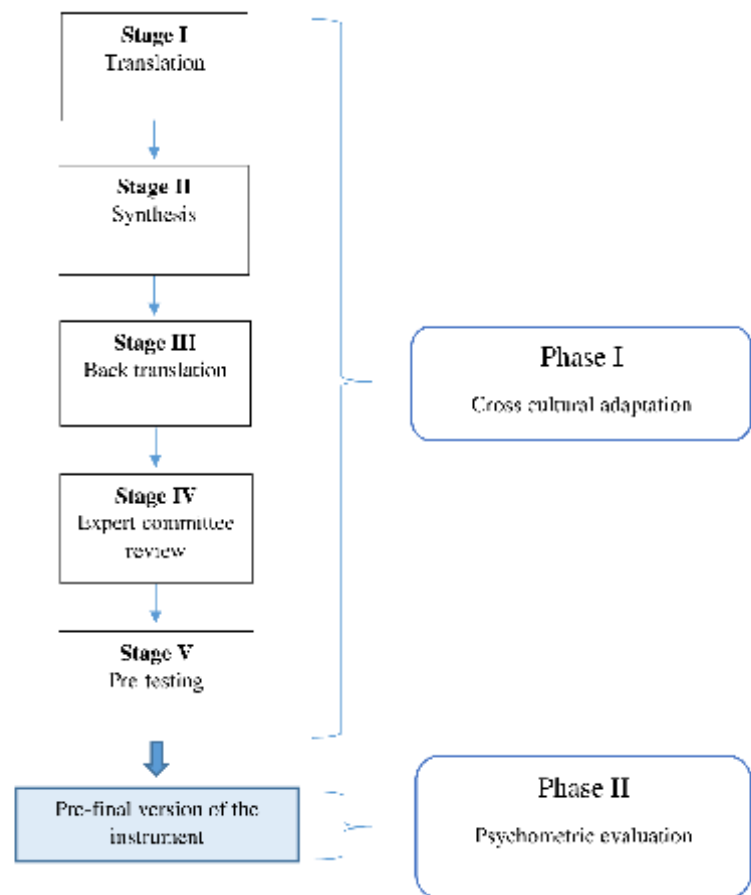 Stage I
Translation
Stage II
Synthesis
Stage III
Back translation
Stage IV
Expert committee
review
Stage V
Pre testing
Pre-final version of the
instrument
Phase I
Cross cultural adaptation
Phase II
Psychometric evaluation